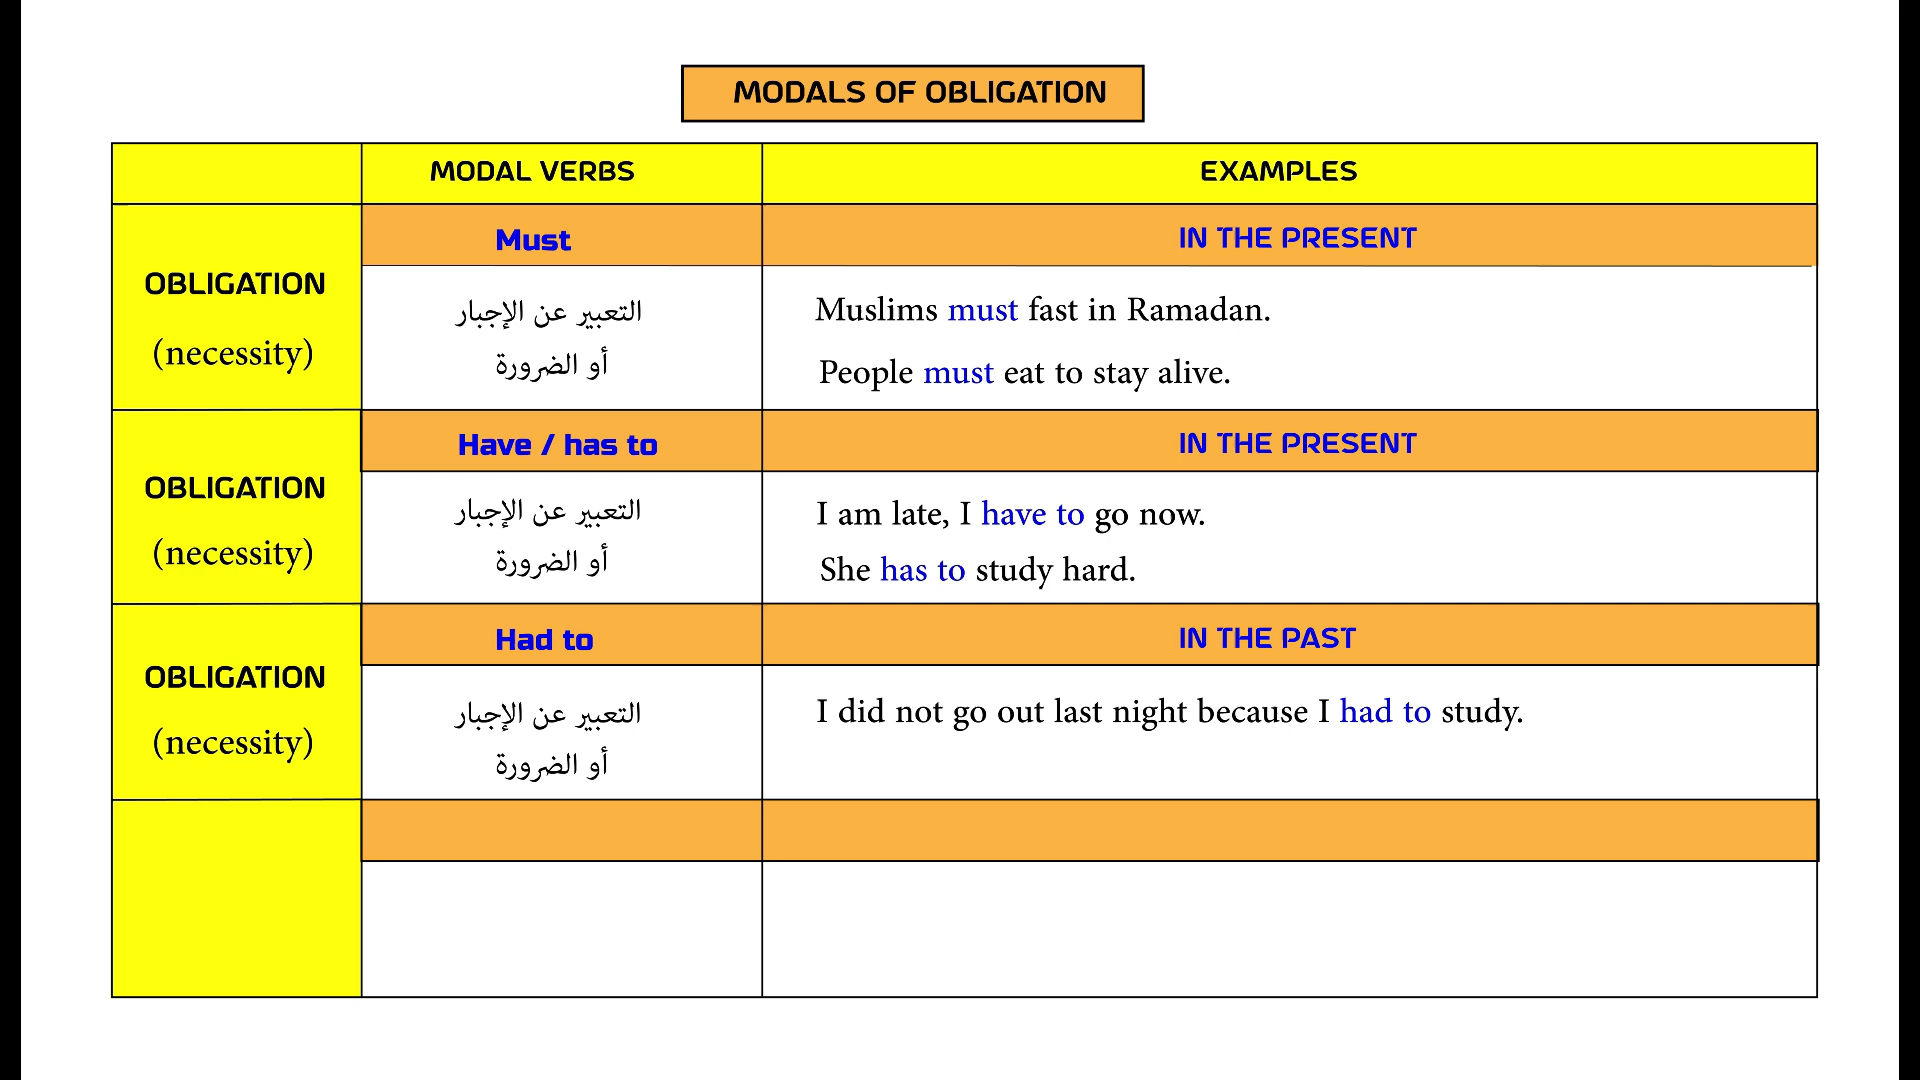 MODALS OF OBLIGATION
MODAL VERBS
EXAMPLES
OBLIGATION
(necessity)
Must
IN THE PRESENT
التعبير عن الإجبار
أو الضرورة
Muslims must fast in Ramadan.
People must eat to stay alive.
OBLIGATION
(necessity)
Have / has to
IN THE PRESENT
التعبير عن الإجبار
أو الضرورة
I am late, I have to go now.
She has to study hard.
OBLIGATION
(necessity)
Had to
IN THE PAST
التعبير عن الإجبار
أو الضرورة
I did not go out last night because I had to study.